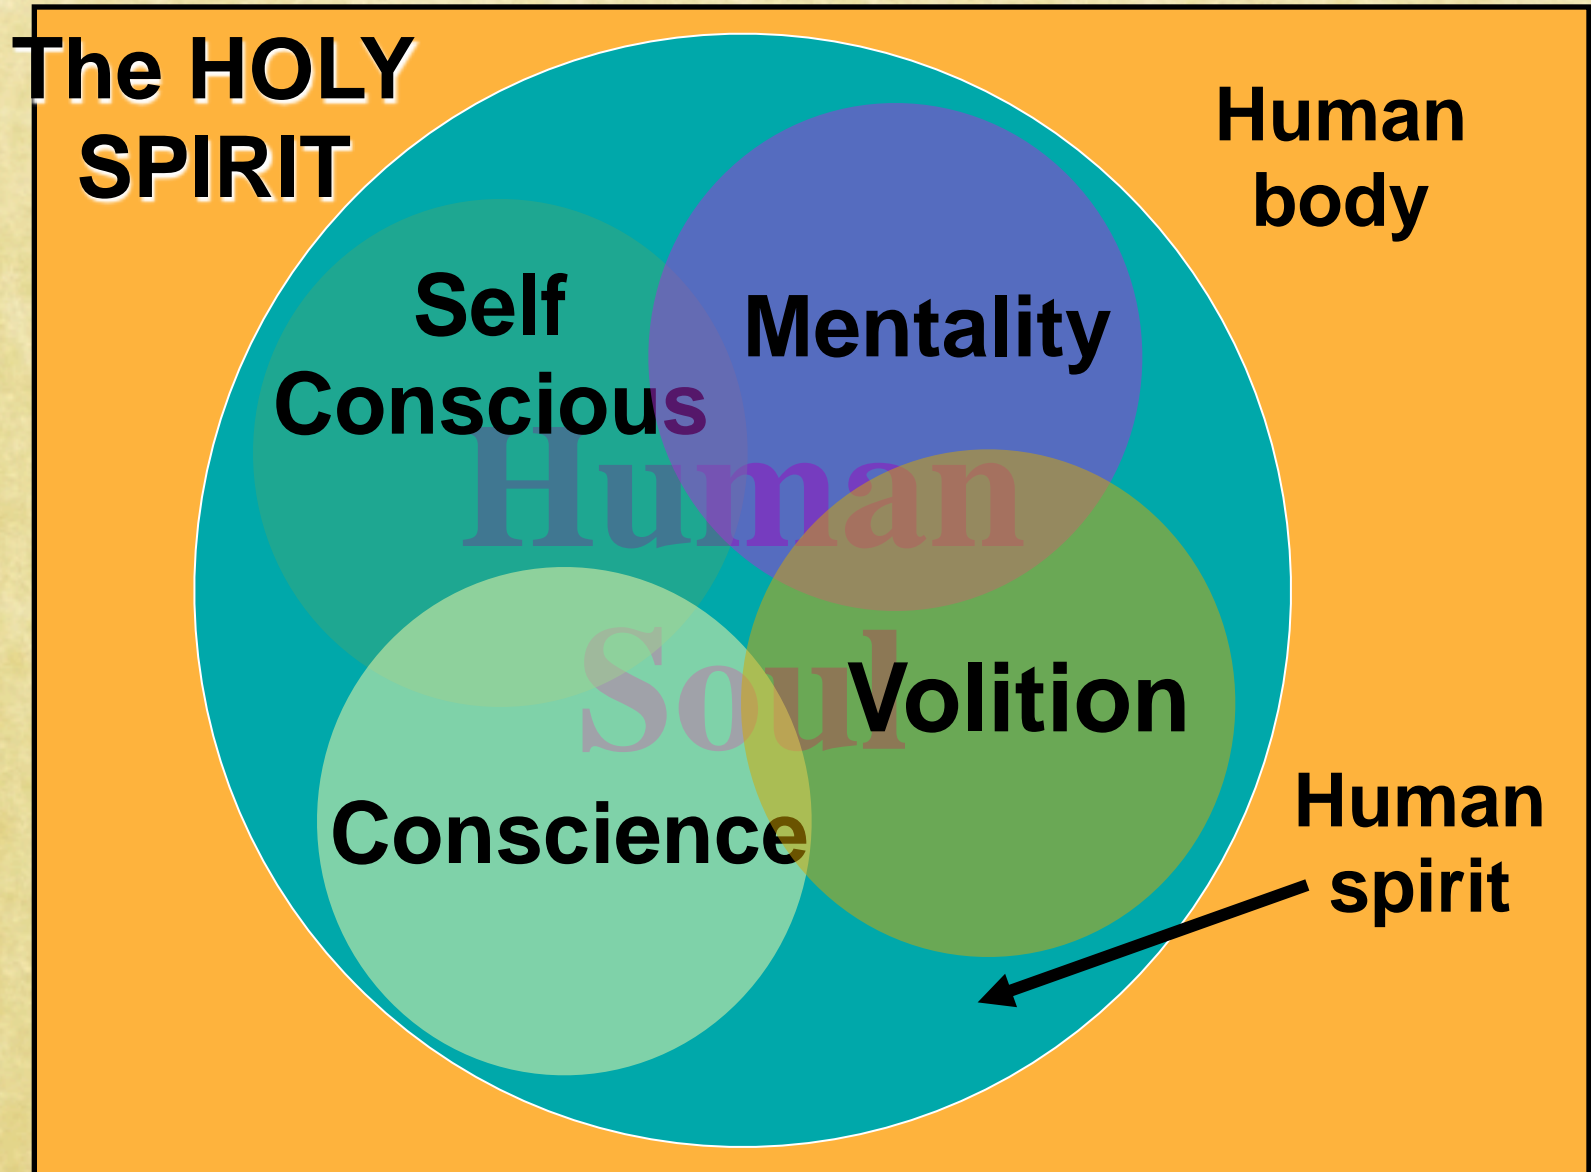 The HOLY
SPIRIT
Human
body
Self
Conscious
Mentality
Human
Soul
Volition
Conscience
Human
spirit